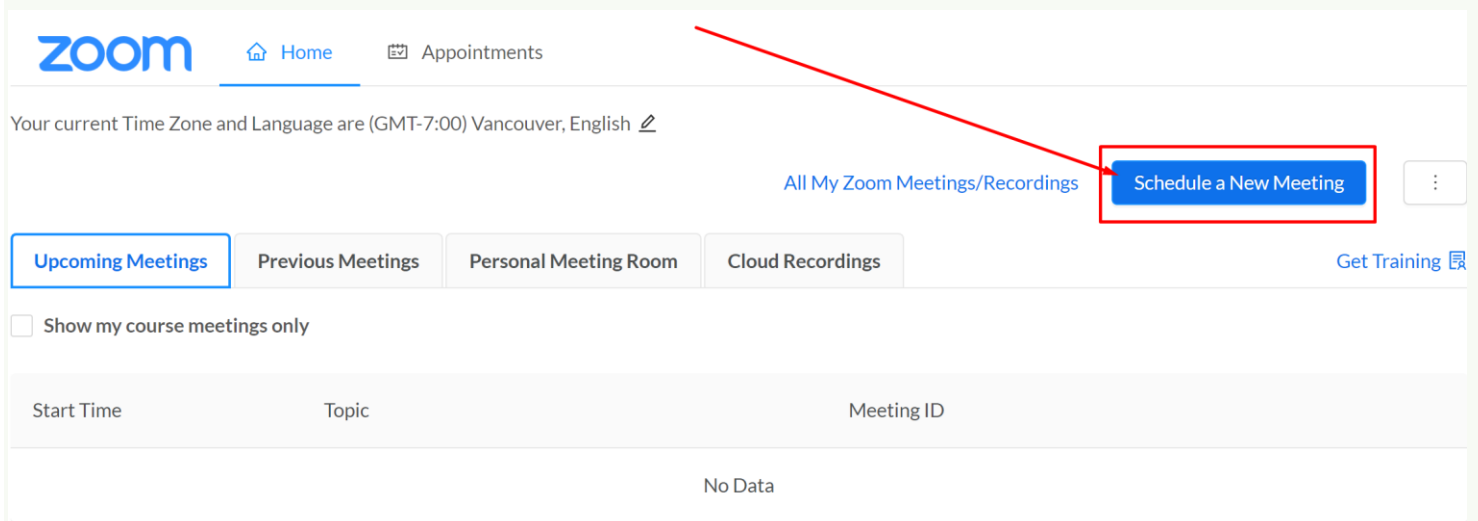 zoom Home Appointments
Your current Time Zone and Language are (GMT-7:00) Vancouver, English
All My Zoom Meetings/Recordings Schedule a New Meeting
Upcoming Meetings Previous Meetings Personal Meeting Room Cloud Recordings Get Training
Show my course meetings only
Start Time Topic Meeting ID
No Data